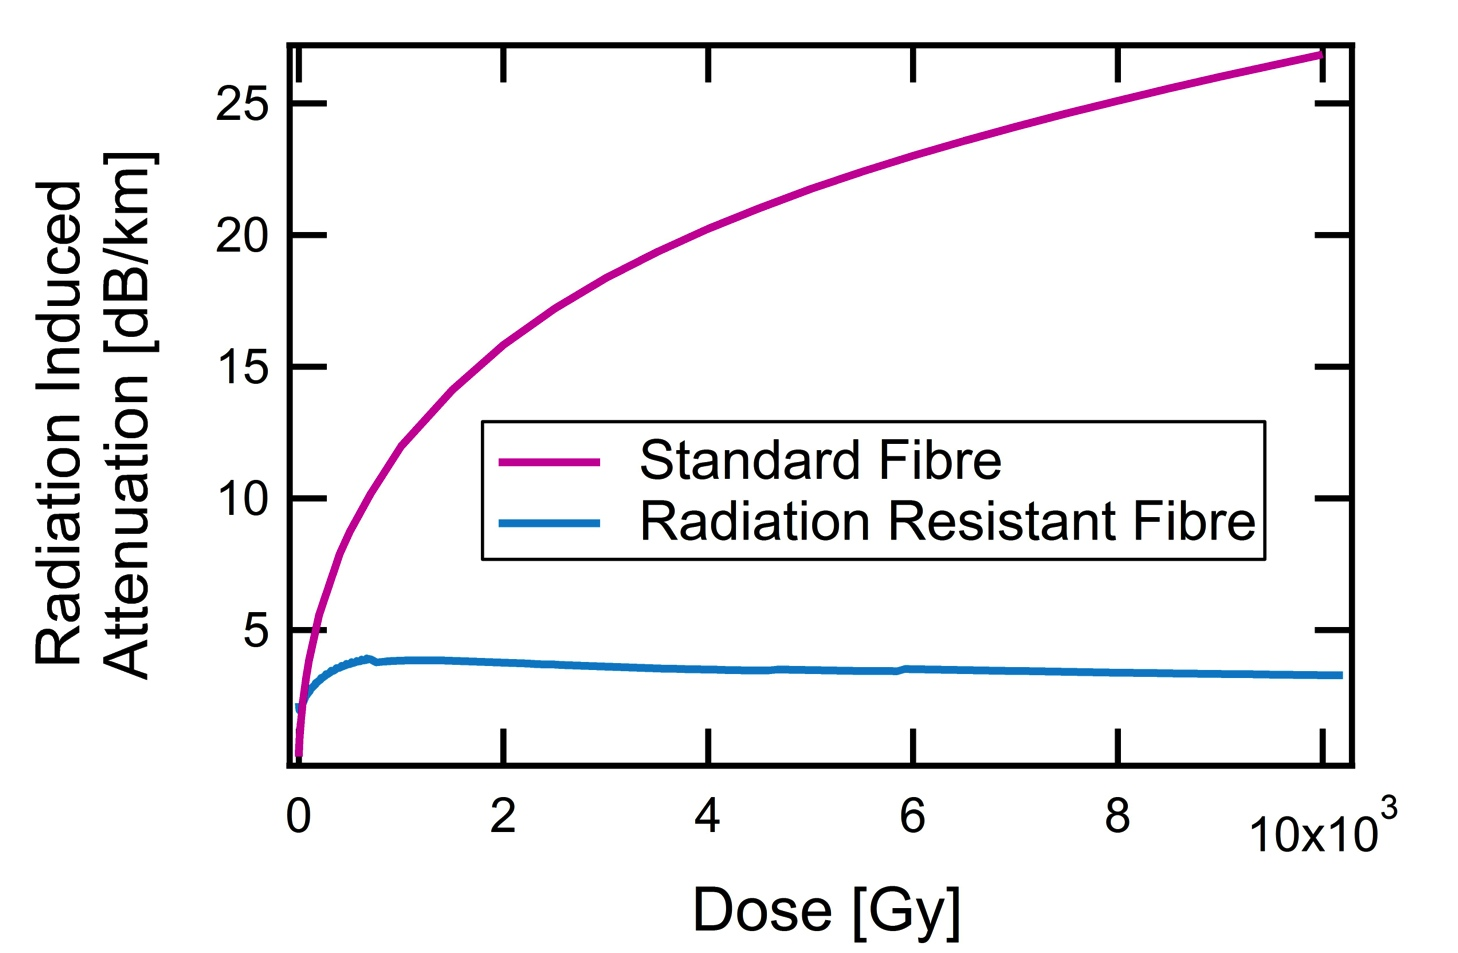 Radiation Induced
Attenuation [dB/km]
25
20
15
10
5
Standard Fibre
Radiation Resistant Fibre
0 2 4 6 8 10x10³
Dose [Gy]